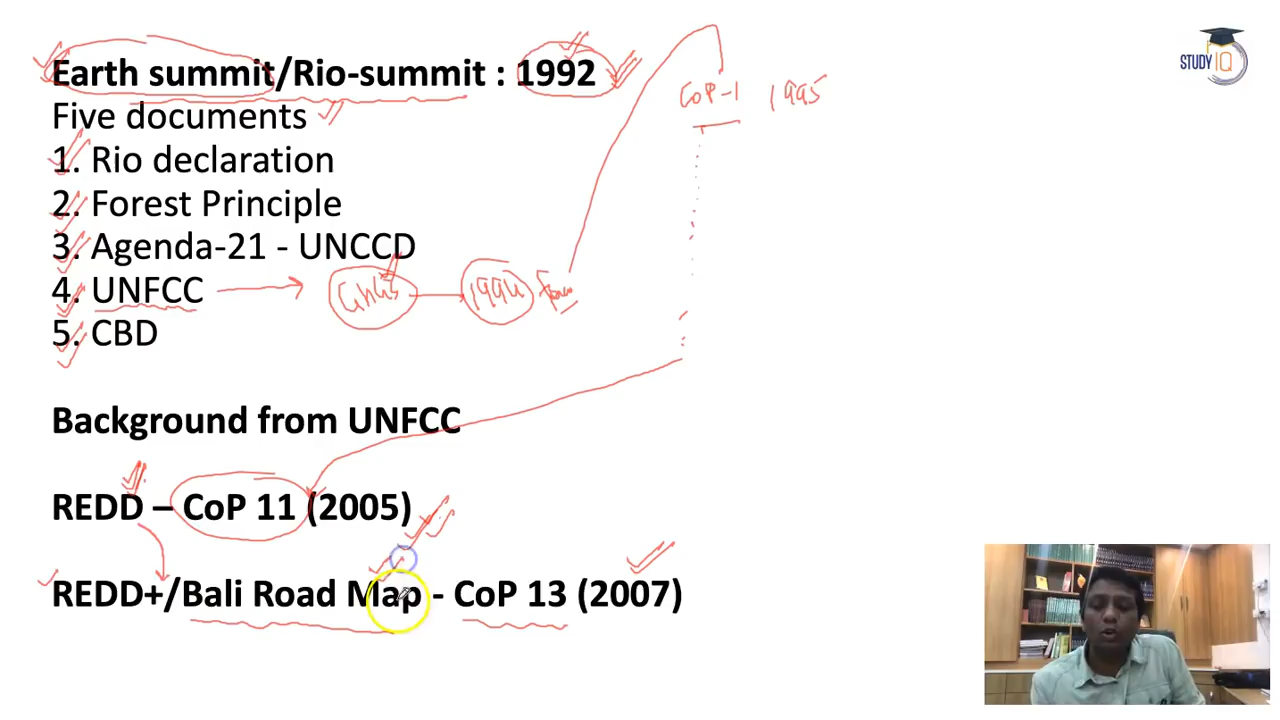 Earth summit/Rio-summit : 1992
CoP-1 1995
STUDY IQ
Five documents
1. Rio declaration
2. Forest Principle
3. Agenda-21 - UNCCD
4. UNFCC
GHGs 1994
5. CBD
Background from UNFCC
REDD – CoP 11 (2005)
REDD+/Bali Road Map - CoP 13 (2007)